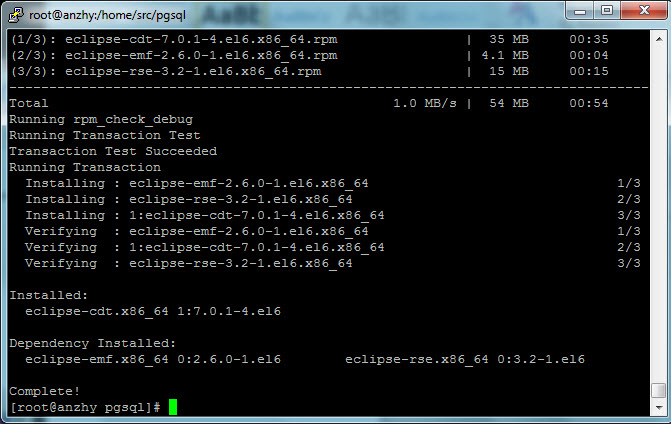 root@anzhy:/home/src/pgsql
(1/3): eclipse-cdt-7.0.1-4.el6.x86_64.rpm | 35 MB 00:35
(2/3): eclipse-emf-2.6.0-1.el6.x86_64.rpm | 4.1 MB 00:04
(3/3): eclipse-rse-3.2-1.el6.x86_64.rpm | 15 MB 00:15
--------------------------------------------------------------------------------
Total 1.0 MB/s | 54 MB 00:54
Running rpm_check_debug
Running Transaction Test
Transaction Test Succeeded
Running Transaction
Installing : eclipse-emf-2.6.0-1.el6.x86_64 1/3
Installing : eclipse-rse-3.2-1.el6.x86_64 2/3
Installing : 1:eclipse-cdt-7.0.1-4.el6.x86_64 3/3
Verifying : eclipse-emf-2.6.0-1.el6.x86_64 1/3
Verifying : 1:eclipse-cdt-7.0.1-4.el6.x86_64 2/3
Verifying : eclipse-rse-3.2-1.el6.x86_64 3/3
Installed:
eclipse-cdt.x86_64 1:7.0.1-4.el6
Dependency Installed:
eclipse-emf.x86_64 0:2.6.0-1.el6 eclipse-rse.x86_64 0:3.2-1.el6
Complete!
[root@anzhy pgsql]#